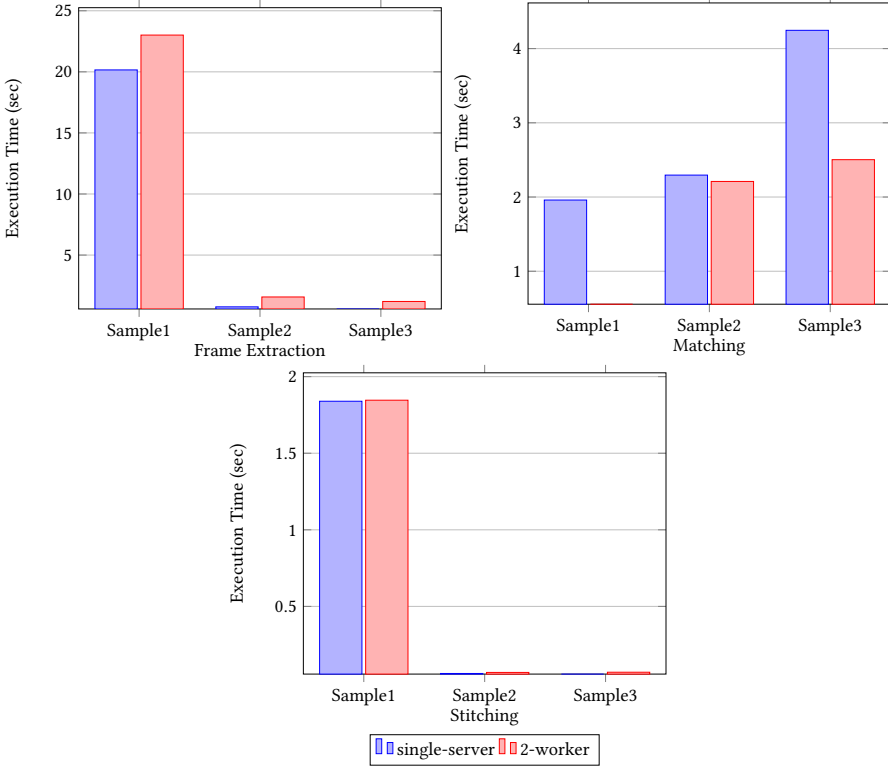 Execution Time (sec)
25
20
15
10
5
Sample1 Sample2 Sample3
Frame Extraction
Execution Time (sec)
4
3
2
1
Sample1 Sample2 Sample3
Matching
Execution Time (sec)
2
1.5
1
0.5
Sample1 Sample2 Sample3
Stitching
single-server 2-worker